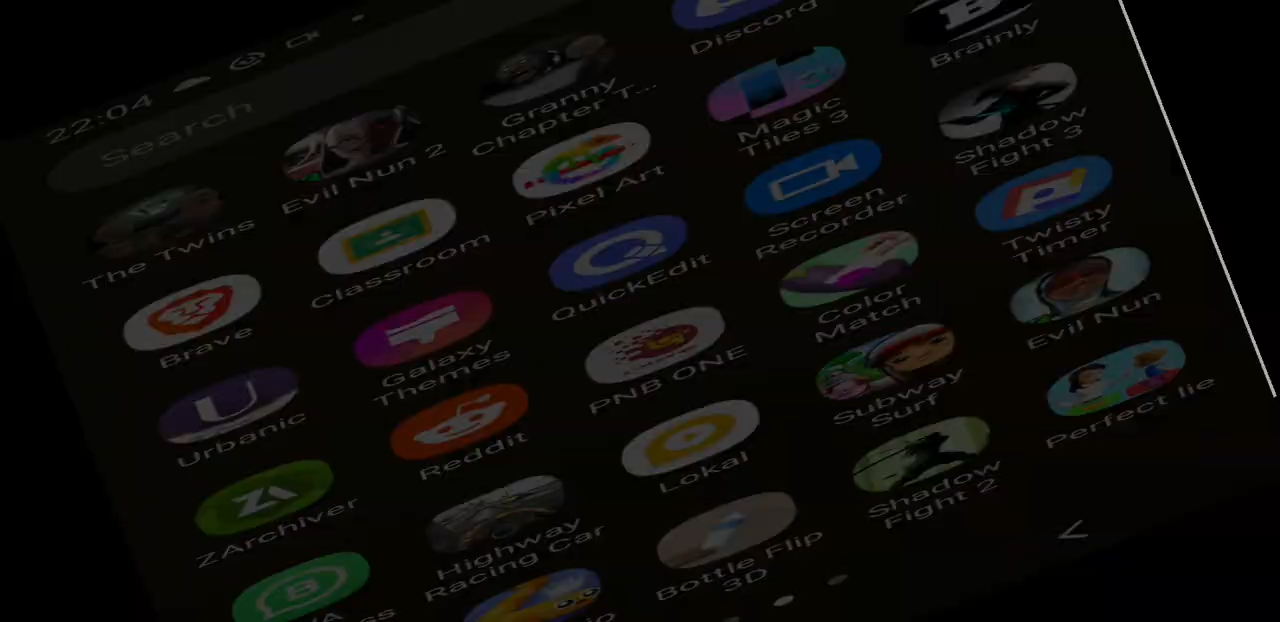 22:04
Search
The Twins
Evil Nun 2
Granny
Chapter T...
Discord
Brainly
Brave
Classroom
Pixel Art
Magic
Tiles 3
Shadow
Fight 3
Urbanic
Galaxy
Themes
QuickEdit
Screen
Recorder
Twisty
Timer
ZArchiver
Reddit
PNB ONE
Color
Match
Evil Nun
Highway
Racing Car
Lokal
Subway
Surf
Perfect lie
Bottle Flip
3D
Shadow
Fight 2